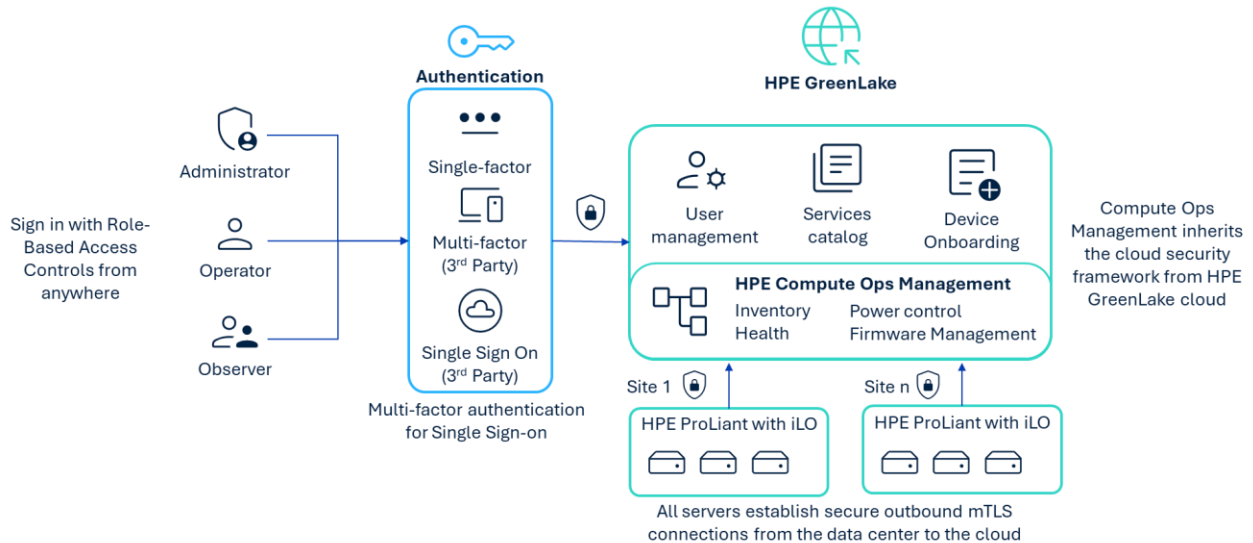 Authentication
HPE GreenLake
Administrator
Operator
Observer
Sign in with Role-
Based Access
Controls from
anywhere
Single-factor
Multi-factor
(3rd Party)
Single Sign On
(3rd Party)
Multi-factor authentication
for Single Sign-on
User
management
Services
catalog
Device
Onboarding
HPE Compute Ops Management
Inventory
Health
Power control
Firmware Management
Compute Ops
Management inherits
the cloud security
framework from HPE
GreenLake cloud
Site 1
Site n
HPE ProLiant with iLO
HPE ProLiant with iLO
All servers establish secure outbound mTLS
connections from the data center to the cloud